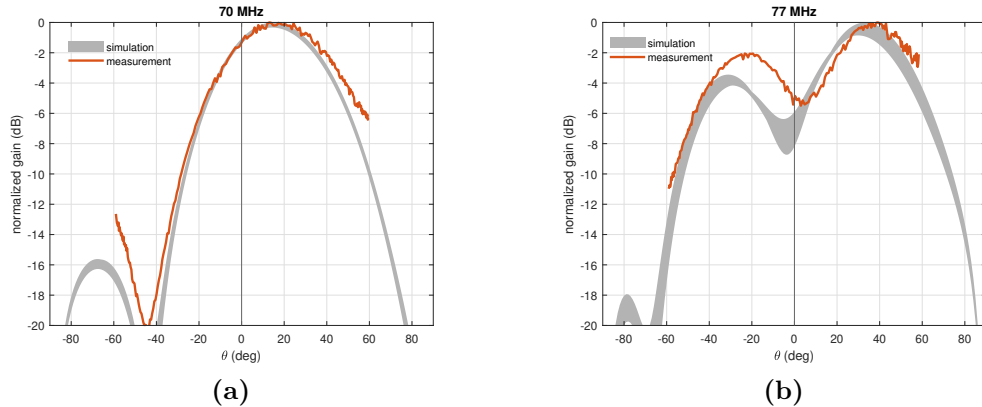 70 MHz
0
-2
-4
-6
-8
-10
-12
-14
-16
-18
-20
normalized gain (dB)
simulation
measurement
-80 -60 -40 -20 0 20 40 60 80
θ (deg)
(a)
77 MHz
0
-2
-4
-6
-8
-10
-12
-14
-16
-18
-20
normalized gain (dB)
simulation
measurement
-80 -60 -40 -20 0 20 40 60 80
θ (deg)
(b)